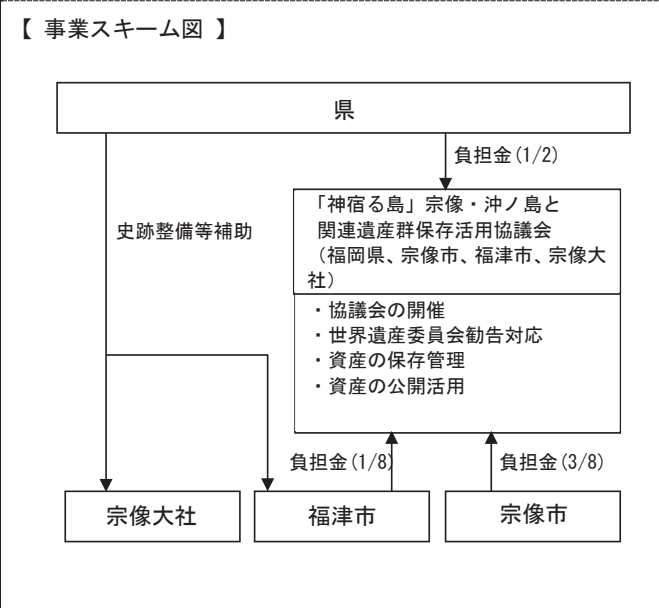 【 事業スキーム図 】
県
負担金(1/2)
史跡整備等補助
「神宿る島」宗像・沖ノ島と
関連遺産群保存活用協議会
（福岡県、宗像市、福津市、宗像大
社）
・協議会の開催
・世界遺産委員会勧告対応
・資産の保存管理
・資産の公開活用
負担金(1/8)
負担金(3/8)
宗像大社
福津市
宗像市